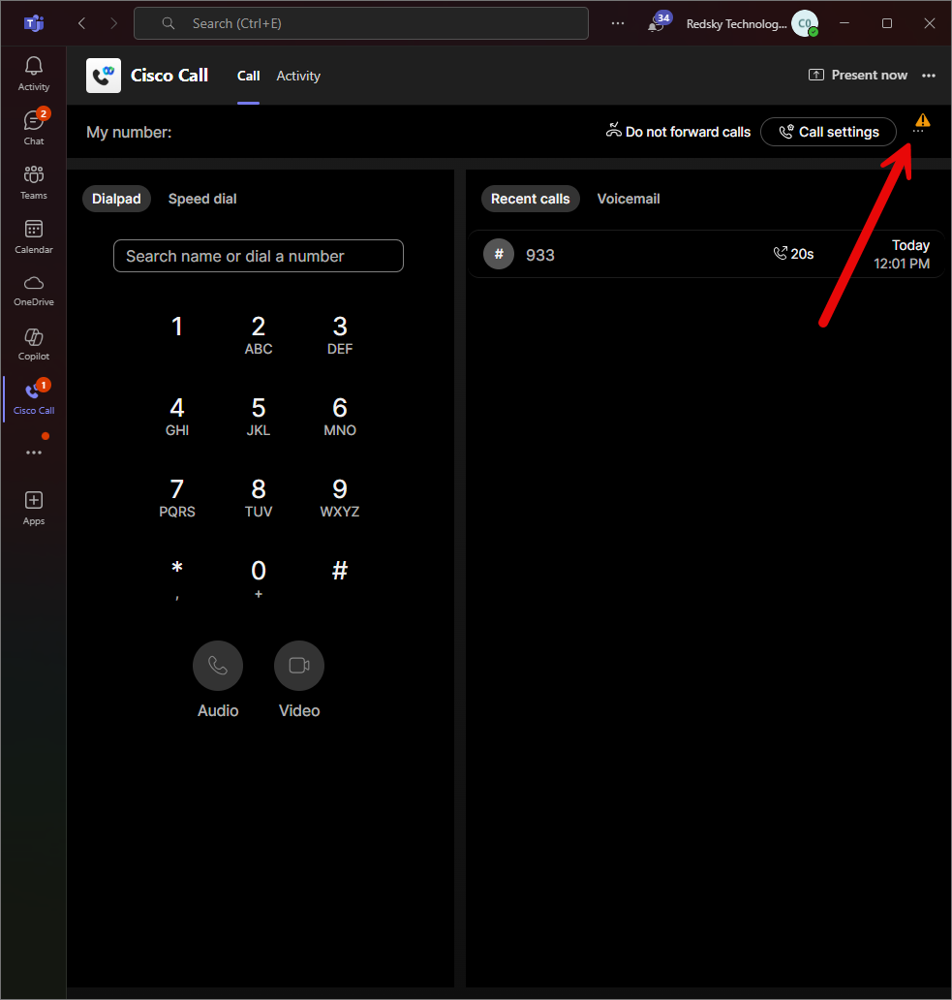 Search (Ctrl+E)
34
Redsky Technolog...
CO
Activity
2
Chat
Teams
Calendar
OneDrive
Copilot
1
Cisco Call
Apps
Cisco Call
Call
Activity
Present now
My number:
Do not forward calls
Call settings
Dialpad
Speed dial
Search name or dial a number
1
2
3
ABC
DEF
4
5
6
GHI
JKL
MNO
7
8
9
PQRS
TUV
WXYZ
*
0
#
,
+
Audio
Video
Recent calls
Voicemail
#
933
20s
Today
12:01 PM